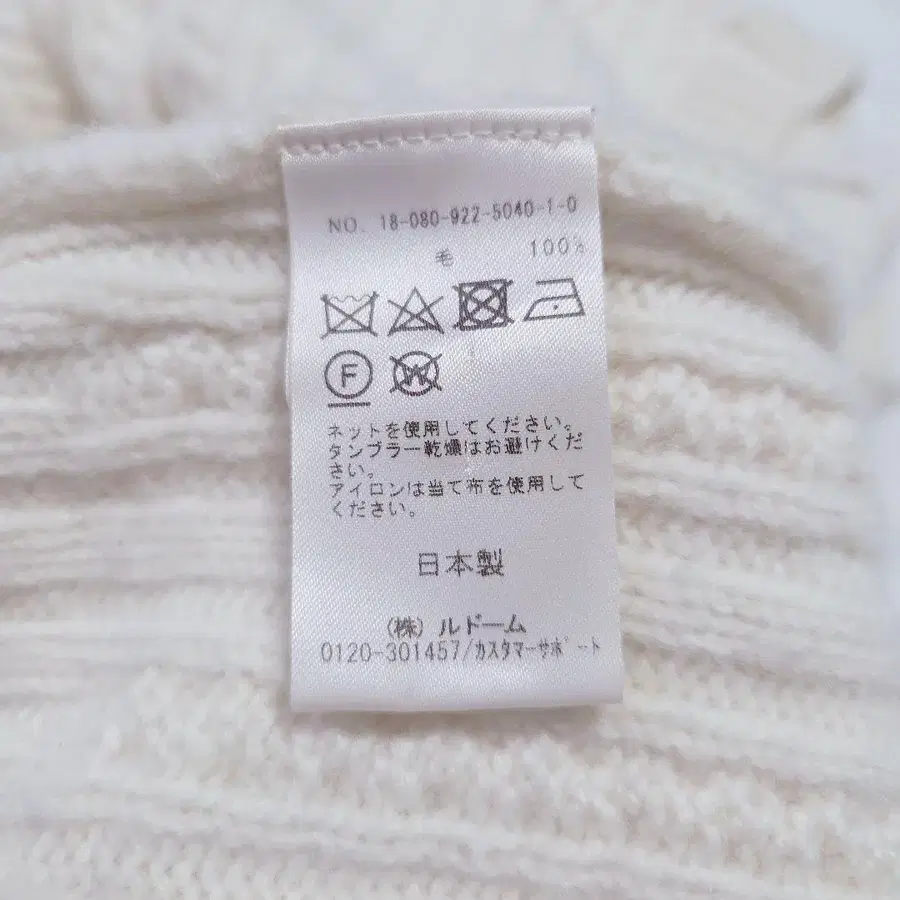 NO. 18-080-922-5040-1-0
毛 100%
F W
ネットを使用してください。
タンブラー乾燥はお避けくだ
さい。
アイロンは当て布を使用して
ください。
日本製
(株) ルドーム
0120-301457/ｶｽﾀﾏｰｻﾎﾟｰﾄ